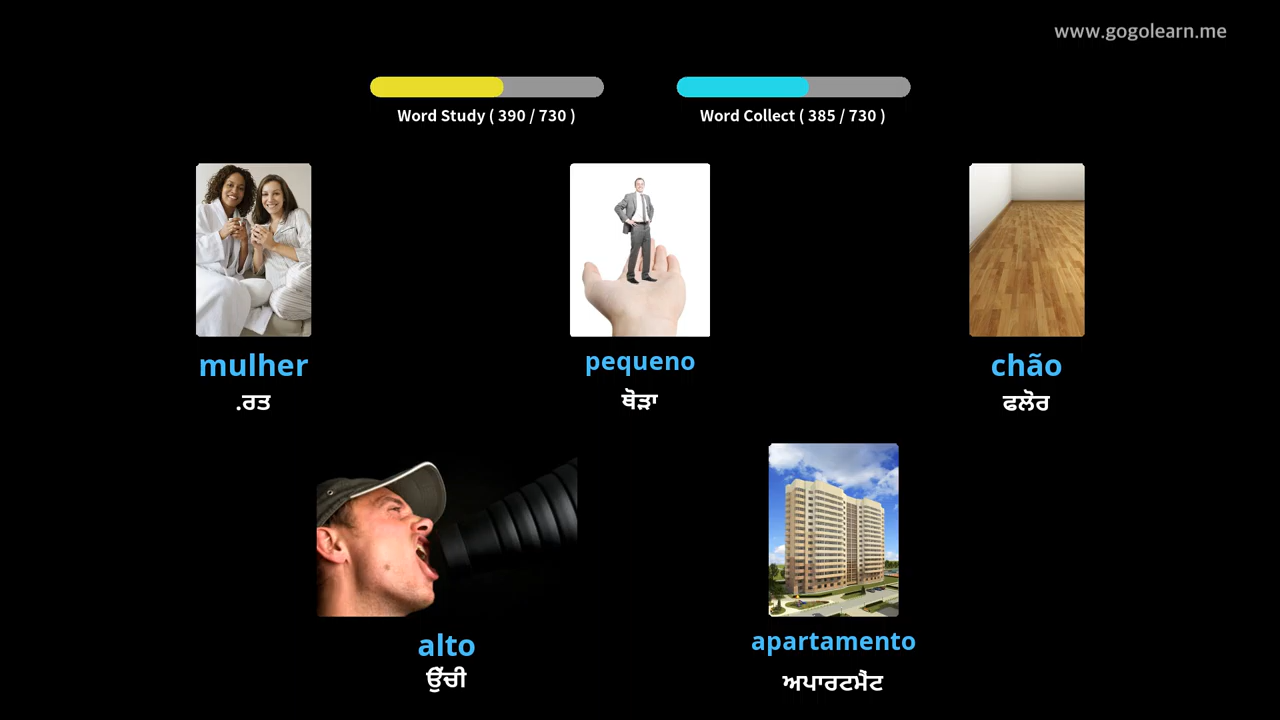 www.gogolearn.me
Word Study ( 390 / 730 )
Word Collect ( 385 / 730 )
mulher
.ਰਤ
pequeno
ਥੋੜਾ
chão
ਫਲੋਰ
alto
ਉੱਚੀ
apartamento
ਅਪਾਰਟਮੈਂਟ